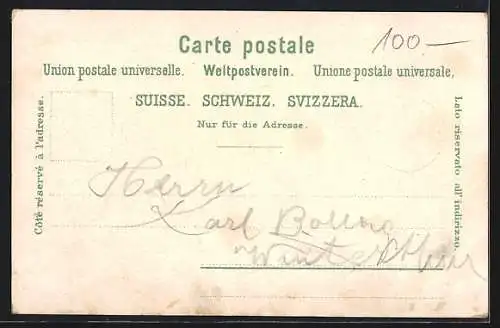 Carte postale
100.—
Union postale universelle. Weltpostverein. Unione postale universale,
SUISSE. SCHWEIZ. SVIZZERA.
Nur für die Adresse.
Côté réservé à l'adresse.
Lato riservato all' indirizzo.
Herrn
Karl
Winterthur